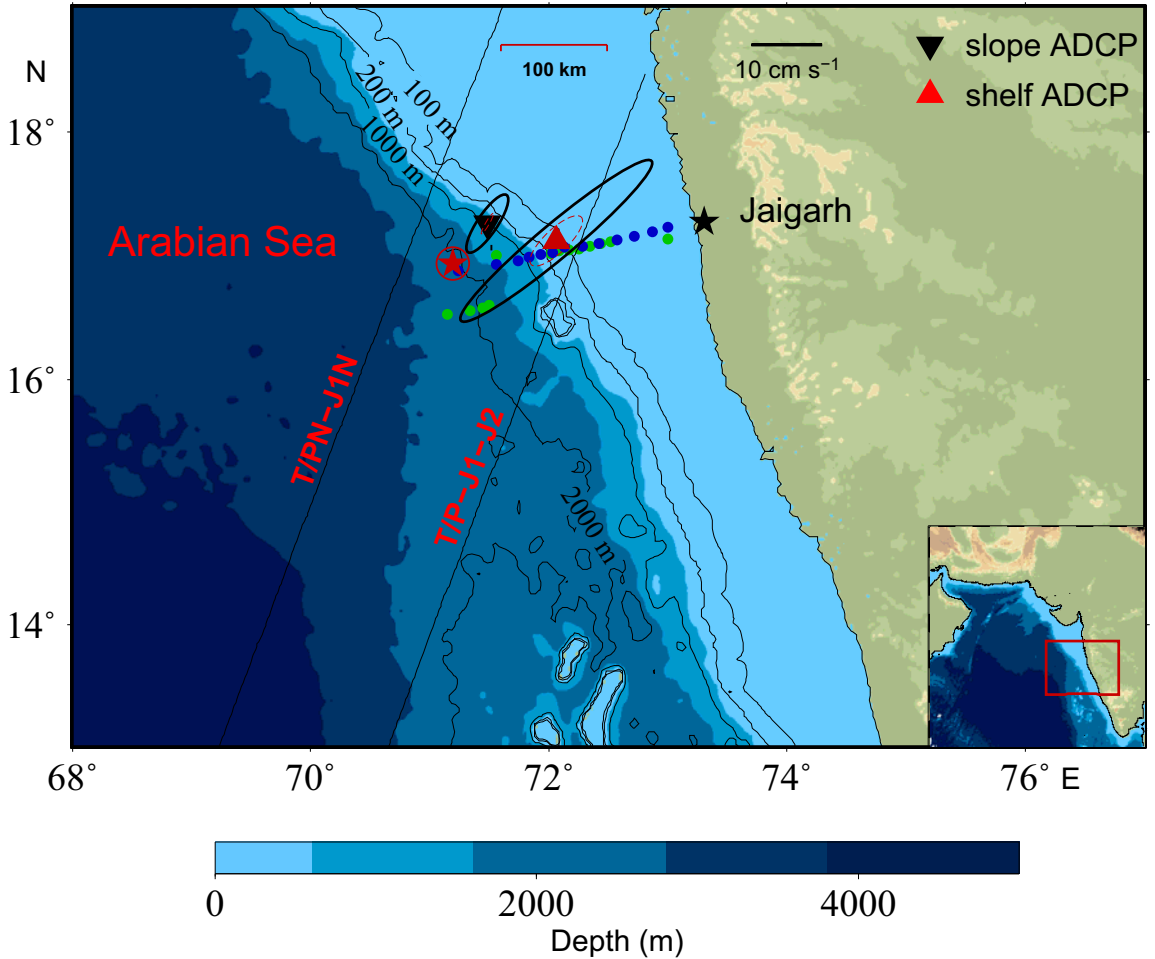 N
18°
16°
14°
100 km
10 cm s⁻¹
slope ADCP
shelf ADCP
100 m
200 m
1000 m
Jaigarh
Arabian Sea
T/PN−J1N
T/P−J1−J2
2000 m
68°
70°
72°
74°
76°
E
0
2000
4000
Depth (m)